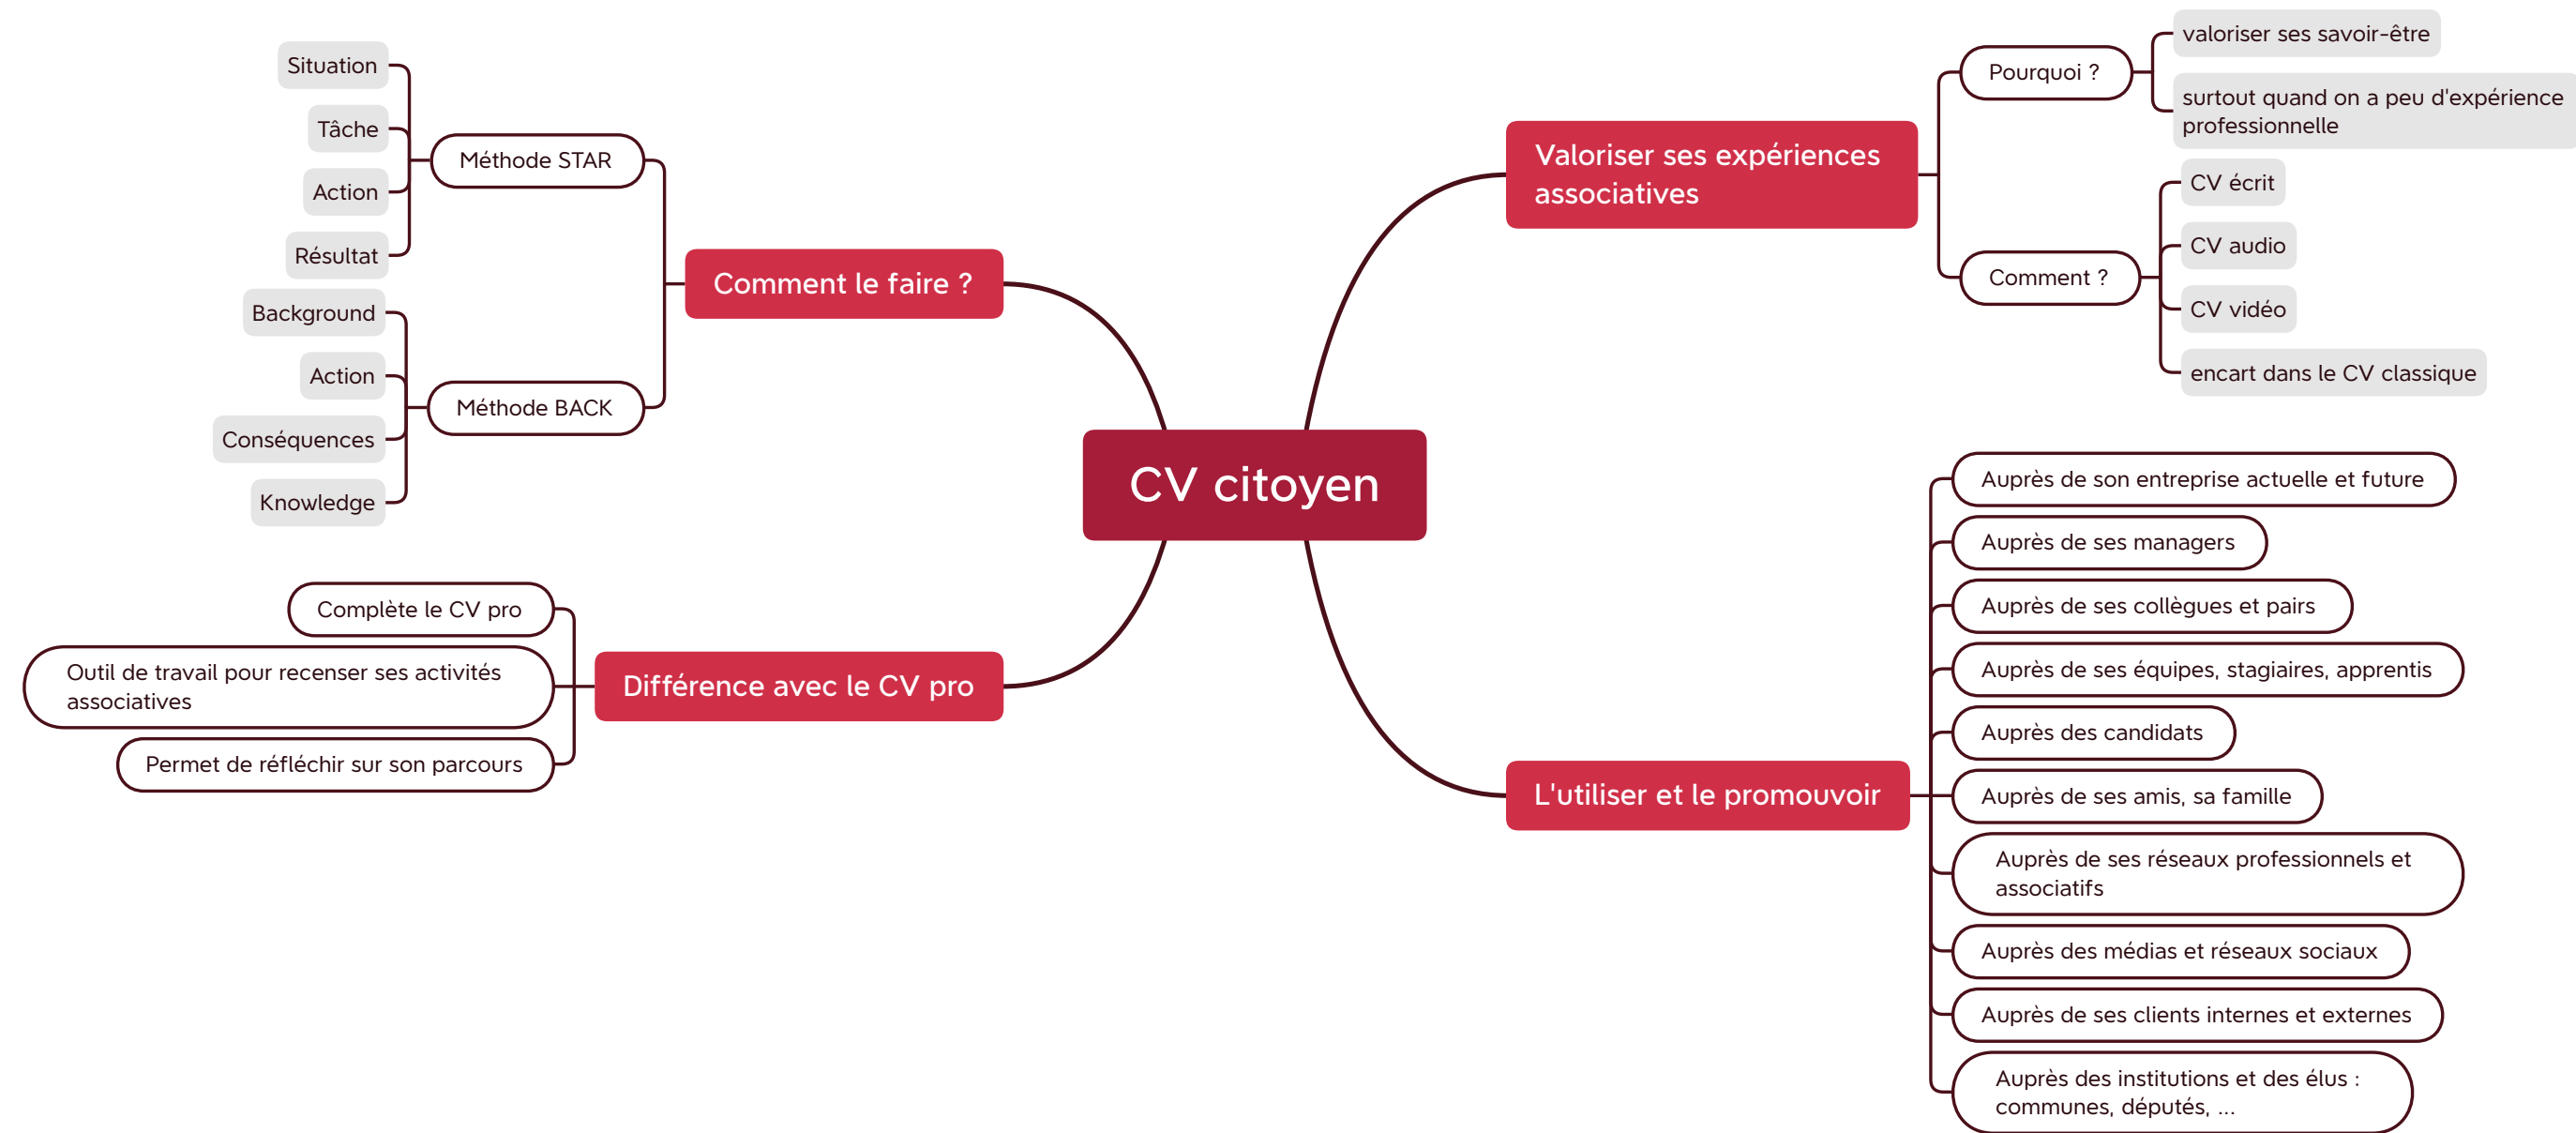 CV citoyen
Valoriser ses expériences
associatives
Pourquoi ?
valoriser ses savoir-être
surtout quand on a peu d'expérience
professionnelle
Comment ?
CV écrit
CV audio
CV vidéo
encart dans le CV classique
L'utiliser et le promouvoir
Auprès de son entreprise actuelle et future
Auprès de ses managers
Auprès de ses collègues et pairs
Auprès de ses équipes, stagiaires, apprentis
Auprès des candidats
Auprès de ses amis, sa famille
Auprès de ses réseaux professionnels et
associatifs
Auprès des médias et réseaux sociaux
Auprès de ses clients internes et externes
Auprès des institutions et des élus :
communes, députés, ...
Comment le faire ?
Méthode STAR
Situation
Tâche
Action
Résultat
Méthode BACK
Background
Action
Conséquences
Knowledge
Différence avec le CV pro
Complète le CV pro
Outil de travail pour recenser ses activités
associatives
Permet de réfléchir sur son parcours